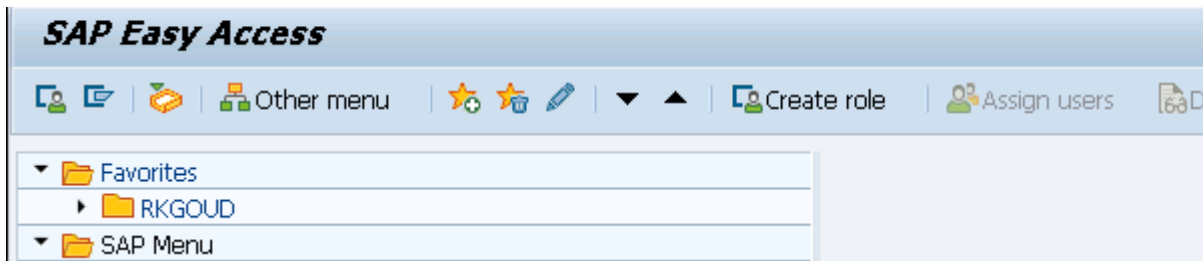 SAP Easy Access
Other menu Create role Assign users D
Favorites
RKGOUD
SAP Menu